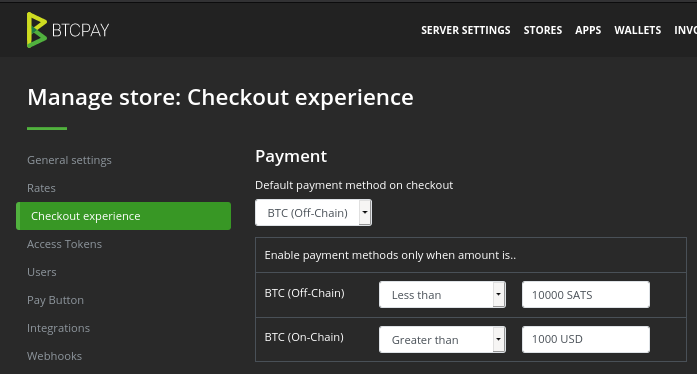 BTCPAY
SERVER SETTINGS STORES APPS WALLETS INVO
Manage store: Checkout experience
General settings
Rates
Checkout experience
Access Tokens
Users
Pay Button
Integrations
Webhooks
Payment
Default payment method on checkout
BTC (Off-Chain)
Enable payment methods only when amount is..
BTC (Off-Chain) Less than 10000 SATS
BTC (On-Chain) Greater than 1000 USD